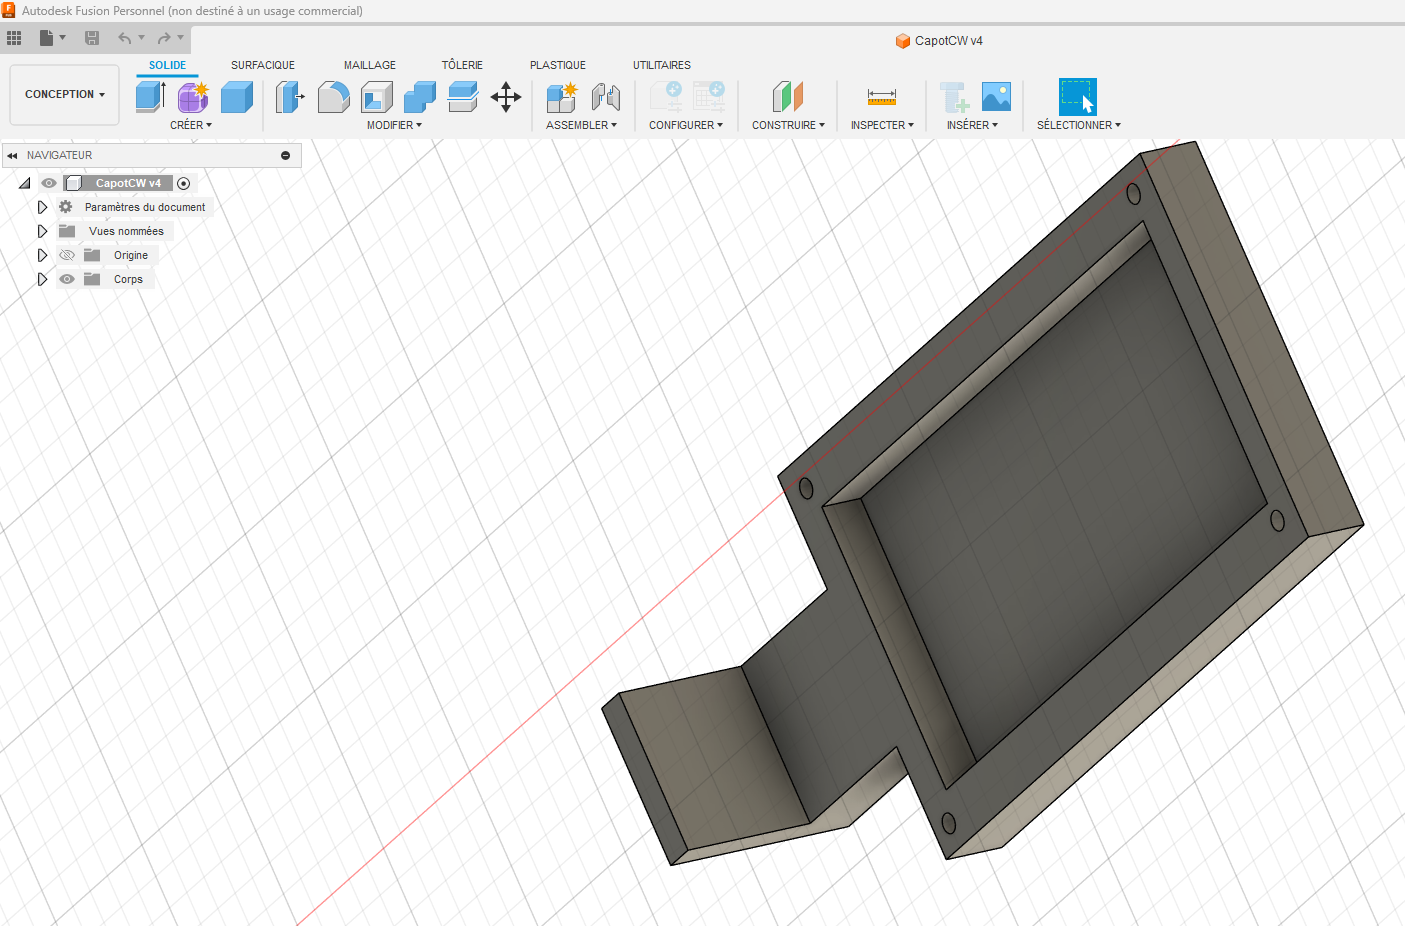 Autodesk Fusion Personnel (non destiné à un usage commercial)
CapotCW v4
CONCEPTION
SOLIDE SURFACIQUE MAILLAGE TÔLERIE PLASTIQUE UTILITAIRES
CRÉER MODIFIER ASSEMBLER CONFIGURER CONSTRUIRE INSPECTER INSÉRER SÉLECTIONNER
NAVIGATEUR
CapotCW v4
Paramètres du document
Vues nommées
Origine
Corps